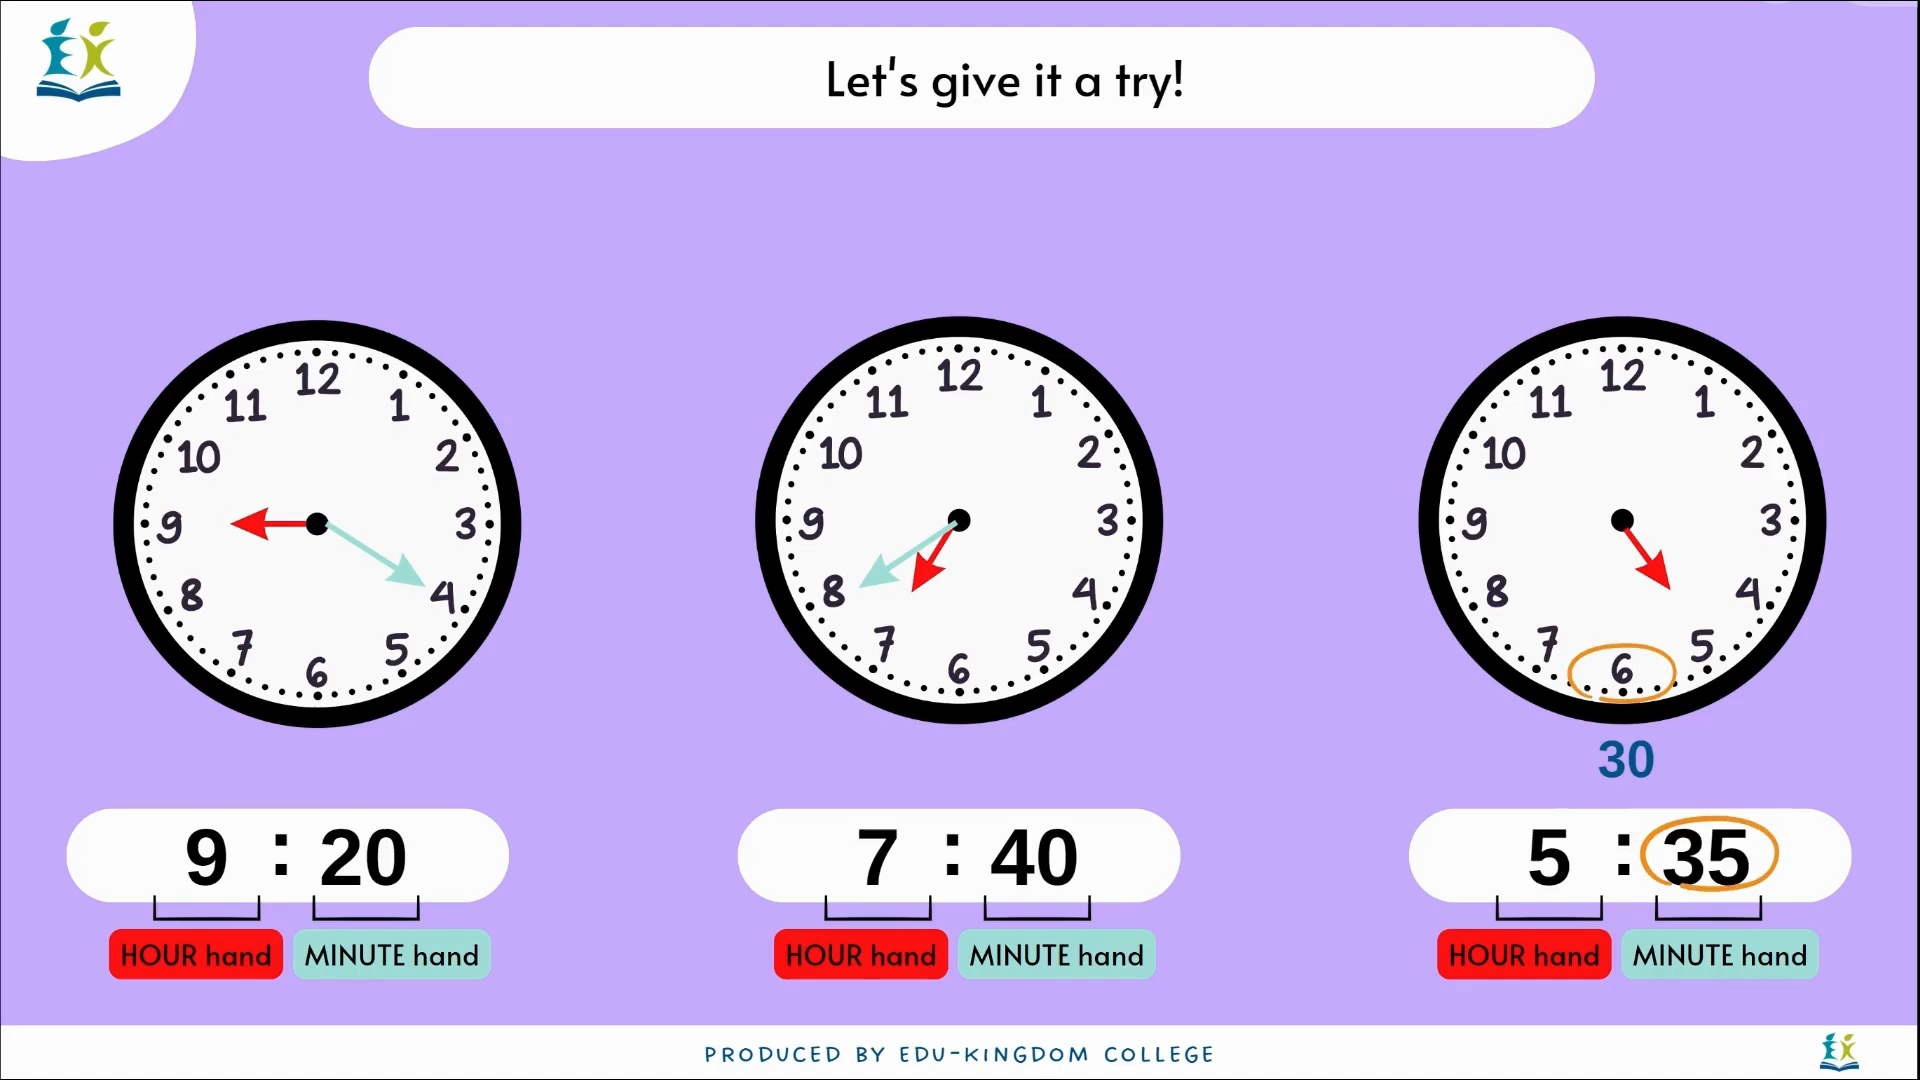 Let's give it a try!
12
11 1
10 2
9 3
8 4
7 5
6
12
11 1
10 2
9 3
8 4
7 5
6
12
11 1
10 2
9 3
8 4
7 5
6
30
9 : 20
HOUR hand MINUTE hand
7 : 40
HOUR hand MINUTE hand
5 : 35
HOUR hand MINUTE hand
PRODUCED BY EDU-KINGDOM COLLEGE